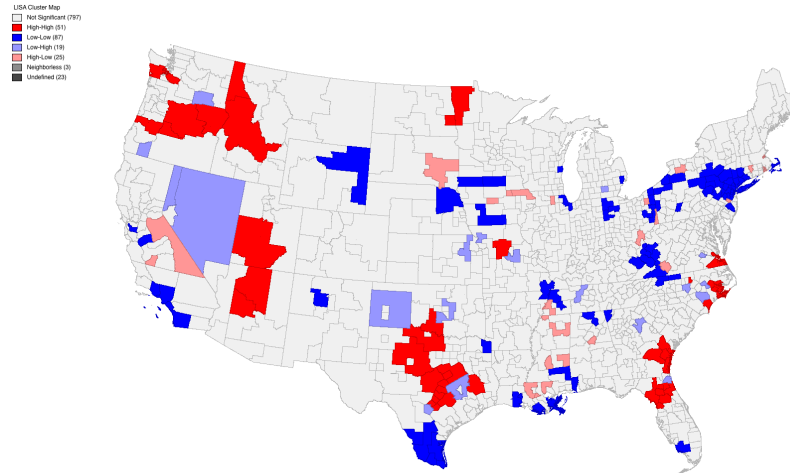 LISA Cluster Map
Not Significant (797)
High-High (51)
Low-Low (87)
Low-High (19)
High-Low (25)
Neighborless (3)
Undefined (23)